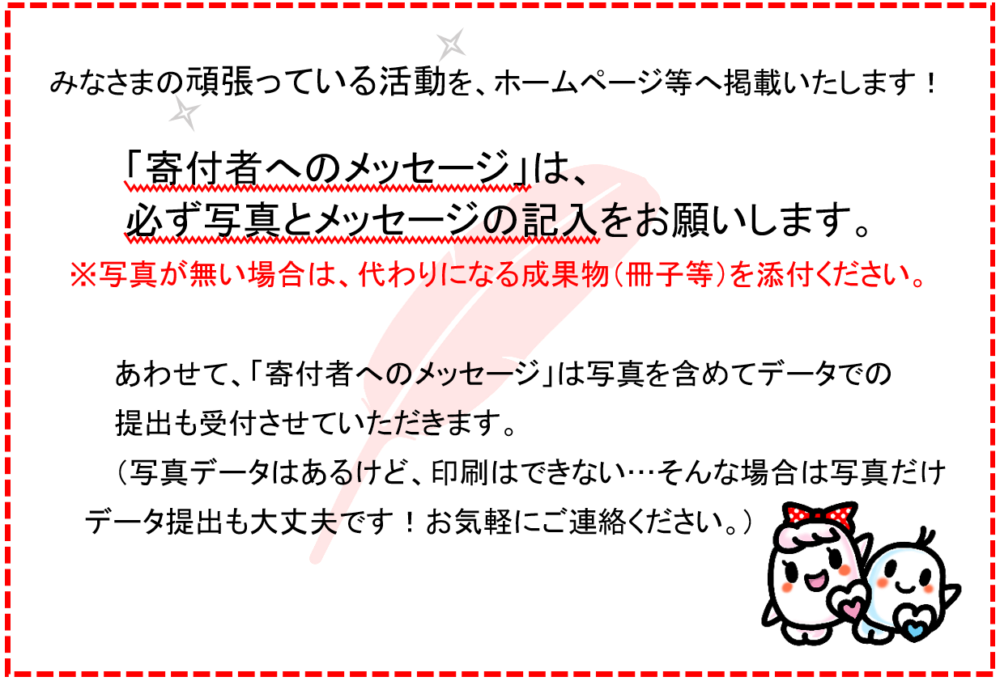 みなさまの頑張っている活動を、ホームページ等へ掲載いたします！
「寄付者へのメッセージ」は、
必ず写真とメッセージの記入をお願いします。
※写真が無い場合は、代わりになる成果物（冊子等）を添付ください。
あわせて、「寄付者へのメッセージ」は写真を含めてデータでの
提出も受付させていただきます。
（写真データはあるけど、印刷はできない…そんな場合は写真だけ
データ提出も大丈夫です！お気軽にご連絡ください。）